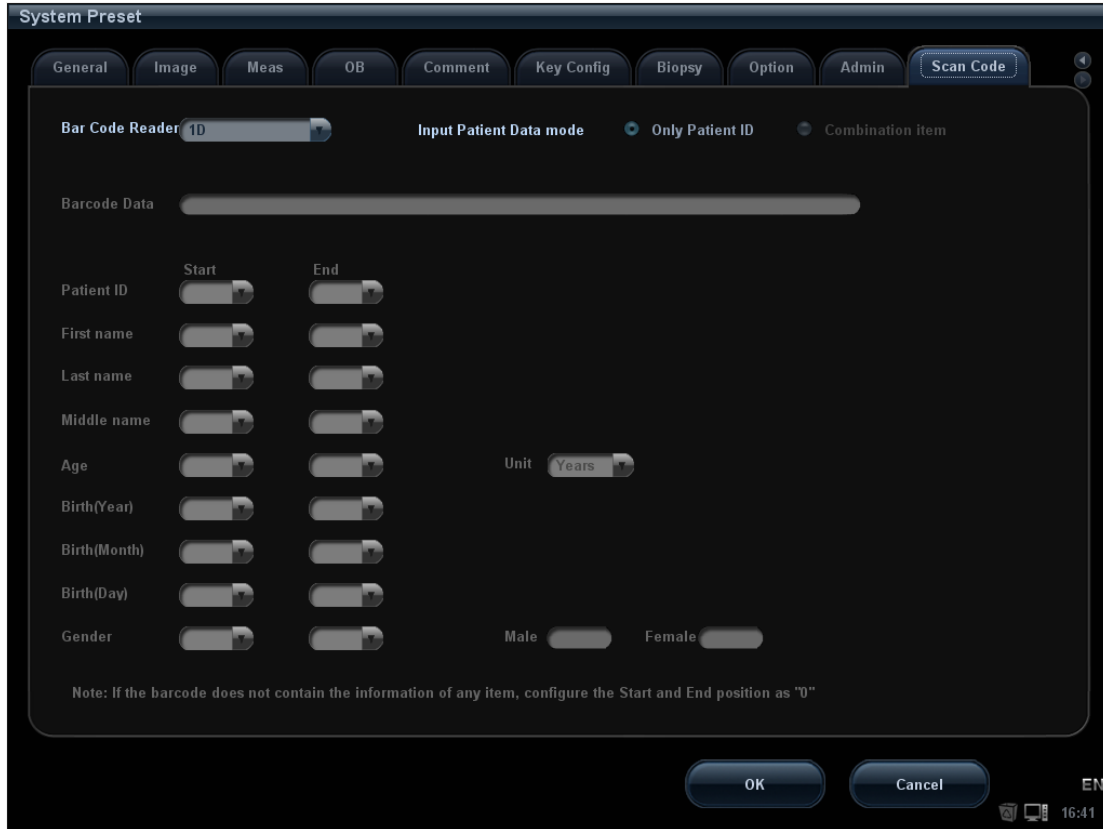 System Preset
General Image Meas OB Comment Key Config Biopsy Option Admin Scan Code
Bar Code Reader 1D Input Patient Data mode Only Patient ID Combination item
Barcode Data
Start End
Patient ID
First name
Last name
Middle name
Age Unit Years
Birth(Year)
Birth(Month)
Birth(Day)
Gender Male Female
Note: If the barcode does not contain the information of any item, configure the Start and End position as "0"
OK Cancel EN
16:41